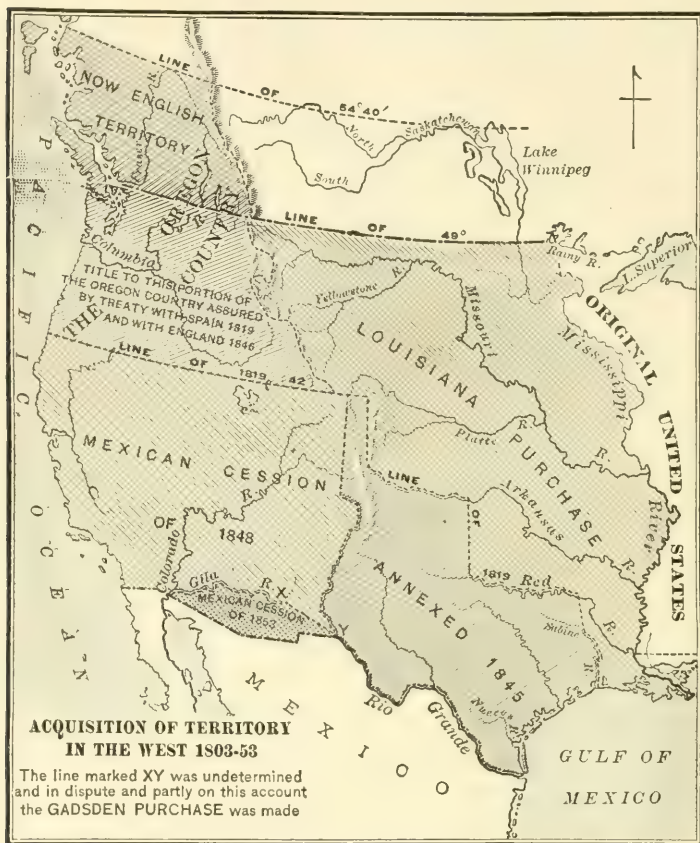 LINE OF 54°40'
NOW ENGLISH
TERRITORY
North
Saskatchewan
South
Lake
Winnipeg
PACIFIC OCEAN
THE OREGON COUNTRY
R.
LINE OF 49°
Rainy R.
L. Superior
Columbia
R.
TITLE TO THIS PORTION OF
THE OREGON COUNTRY ASSURED
BY TREATY WITH SPAIN 1819
AND WITH ENGLAND 1846
Yellowstone R.
Missouri R.
Mississippi River
ORIGINAL UNITED STATES
LOUISIANA PURCHASE
LINE OF 1819 42°
Platte R.
MEXICAN CESSION
OF 1848
LINE OF 1819
Arkansas R.
Colorado R.
Gila R.
X
Y
MEXICAN CESSION
OF 1853
ANNEXED 1845
Red R.
Sabine R.
Nueces R.
Rio Grande
MEXICO
GULF OF
MEXICO
ACQUISITION OF TERRITORY
IN THE WEST 1803-53
The line marked XY was undetermined
and in dispute and partly on this account
the GADSDEN PURCHASE was made